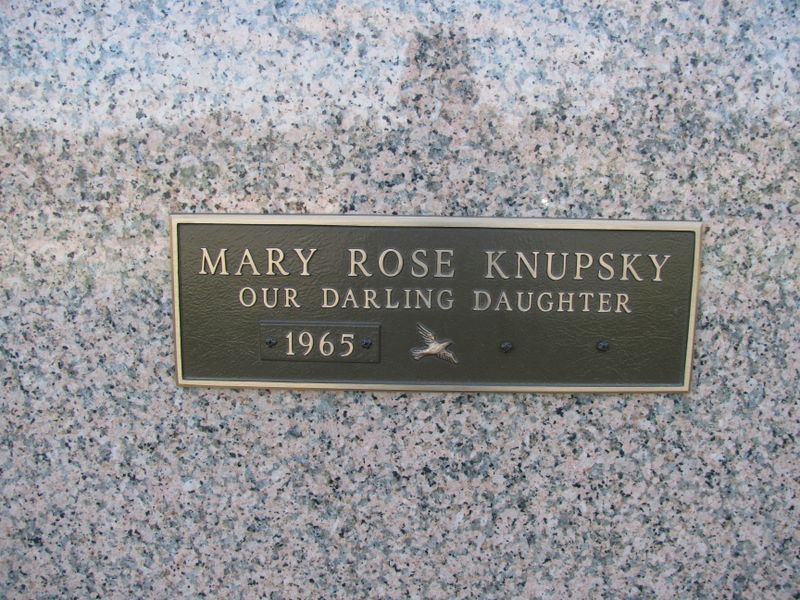 MARY ROSE KNUPSKY
OUR DARLING DAUGHTER
1965